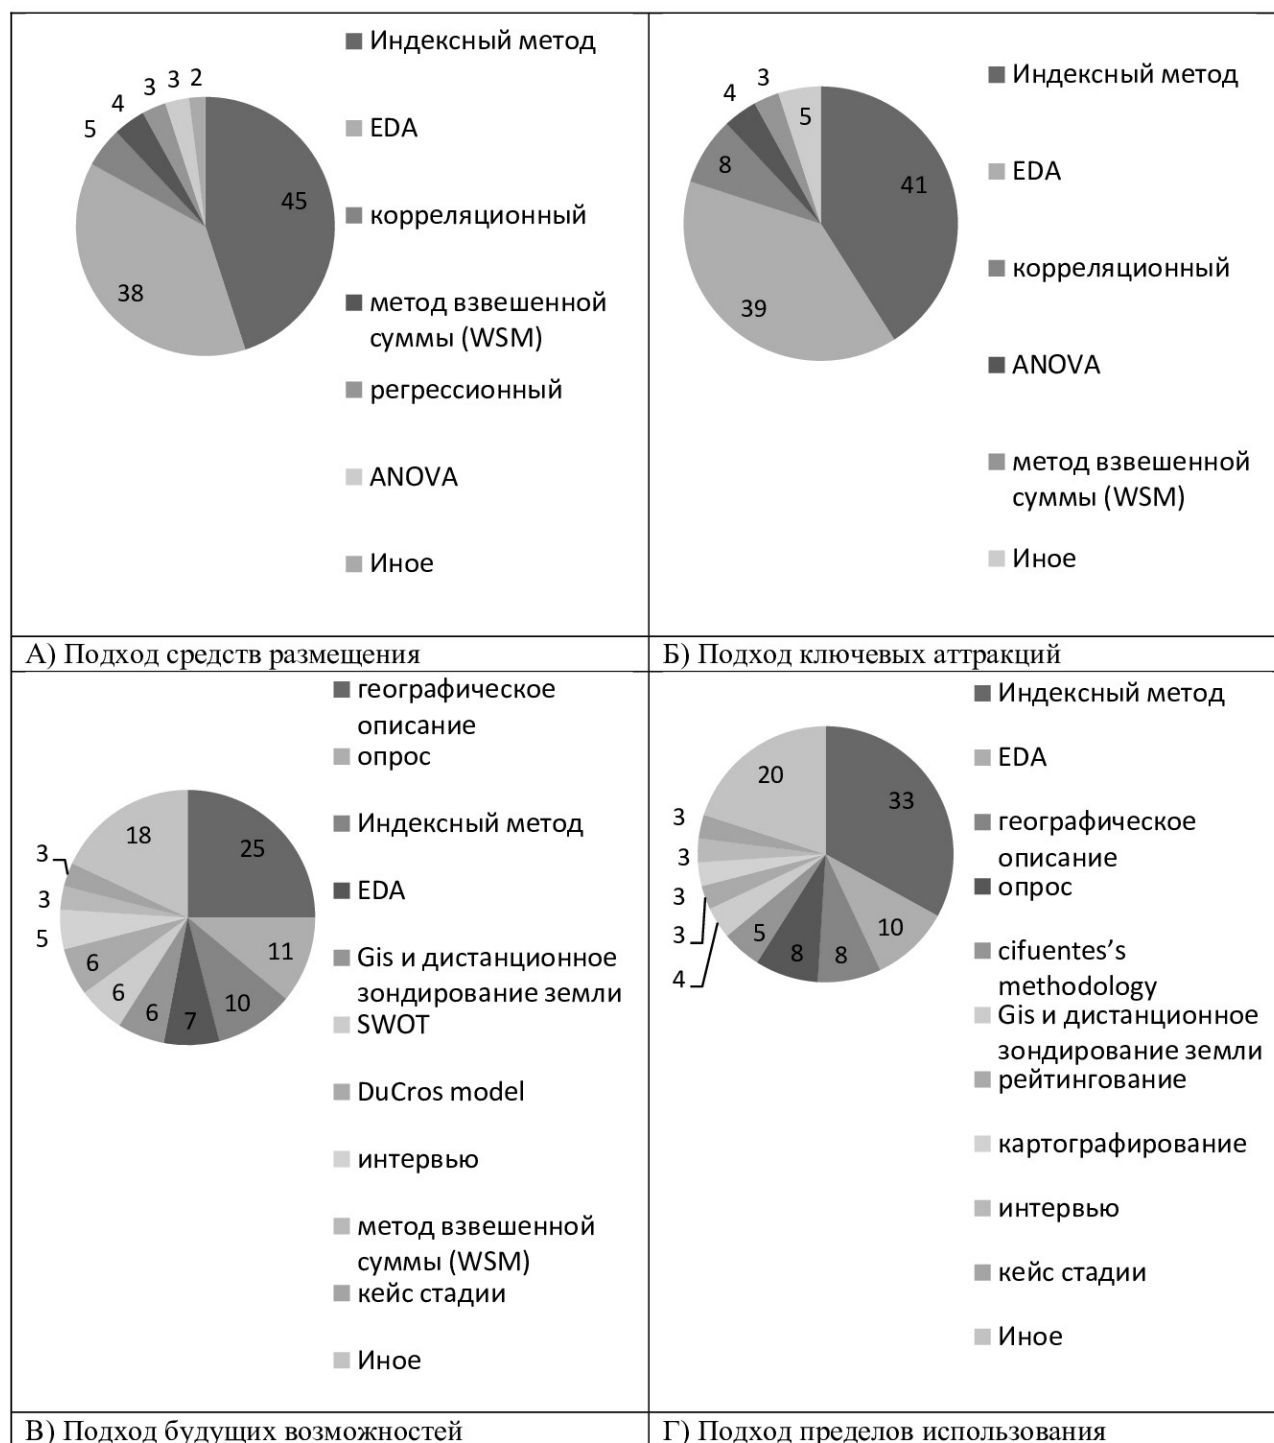 Индексный метод
EDA
корреляционный
метод взвешенной
суммы (WSM)
регрессионный
ANOVA
Иное
45
38
5
4
3
3
2
А) Подход средств размещения
Индексный метод
EDA
корреляционный
ANOVA
метод взвешенной
суммы (WSM)
Иное
41
39
8
4
3
5
Б) Подход ключевых аттракций
географическое
описание
опрос
Индексный метод
EDA
Gis и дистанционное
зондирование земли
SWOT
DuCros model
интервью
метод взвешенной
суммы (WSM)
кейс стадии
Иное
25
11
10
7
6
6
6
5
3
3
18
В) Подход будущих возможностей
Индексный метод
EDA
географическое
описание
опрос
cifuentes’s
methodology
Gis и дистанционное
зондирование земли
рейтингование
картографирование
интервью
кейс стадии
Иное
33
10
8
8
5
4
3
3
3
3
20
Г) Подход пределов использования